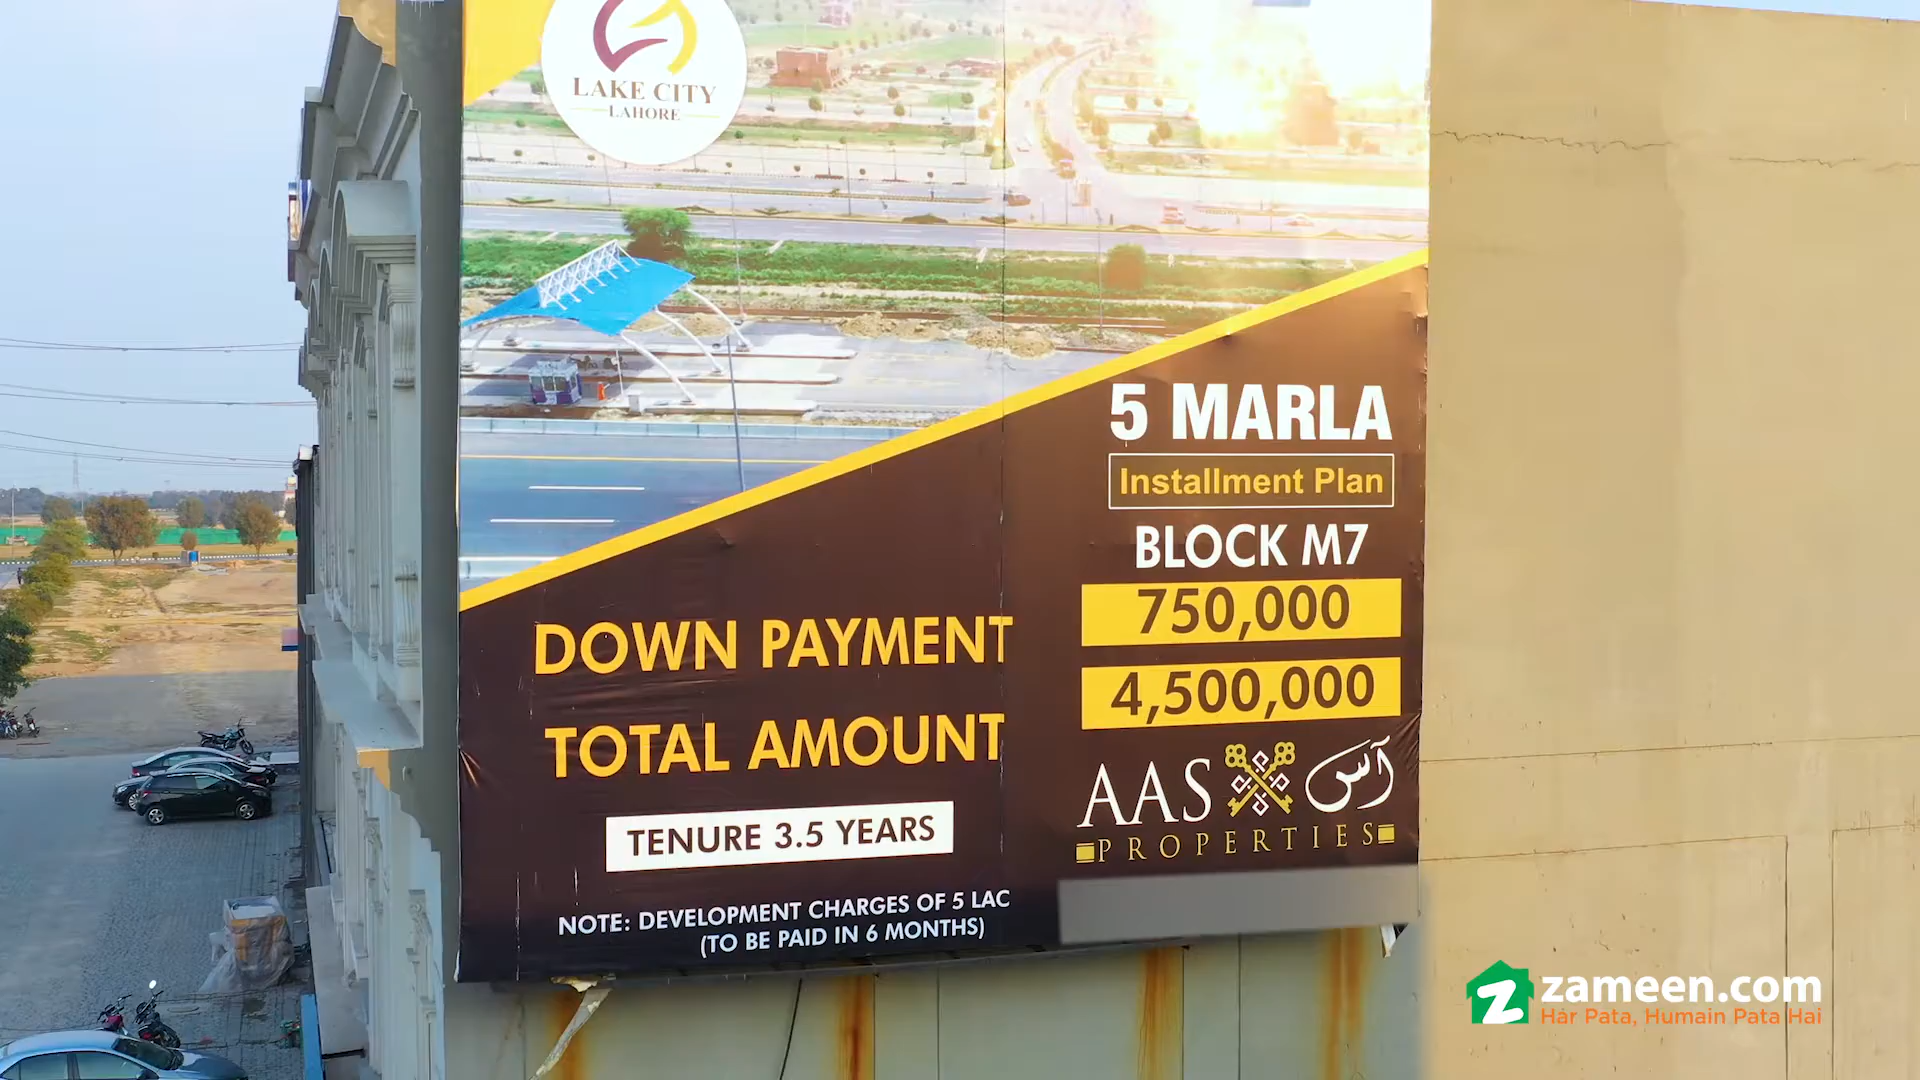 LAKE CITY
LAHORE
5 MARLA
Installment Plan
BLOCK M7
DOWN PAYMENT 750,000
TOTAL AMOUNT 4,500,000
TENURE 3.5 YEARS
AAS آس
PROPERTIES
NOTE: DEVELOPMENT CHARGES OF 5 LAC
(TO BE PAID IN 6 MONTHS)
zameen.com
Har Pata, Humain Pata Hai